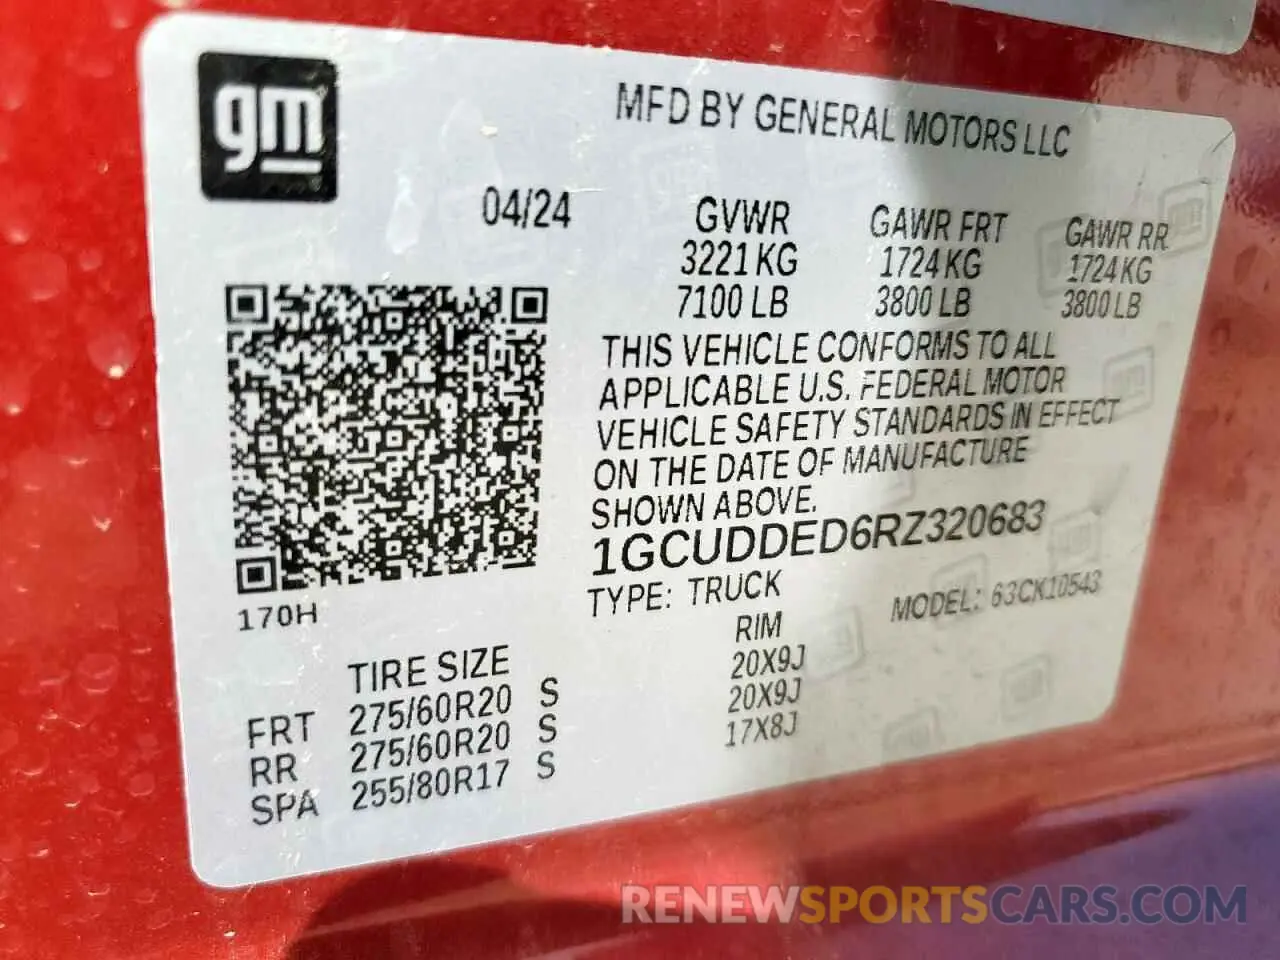 gm
MFD BY GENERAL MOTORS LLC
04/24
GVWR GAWR FRT GAWR RR
3221 KG 1724 KG 1724 KG
7100 LB 3800 LB 3800 LB
THIS VEHICLE CONFORMS TO ALL
APPLICABLE U.S. FEDERAL MOTOR
VEHICLE SAFETY STANDARDS IN EFFECT
ON THE DATE OF MANUFACTURE
SHOWN ABOVE.
1GCUDDED6RZ320683
TYPE: TRUCK MODEL: 63CK10543
170H
TIRE SIZE RIM
FRT 275/60R20 S 20X9J
RR 275/60R20 S 20X9J
SPA 255/80R17 S 17X8J
RENEWSPORTSCARS.COM